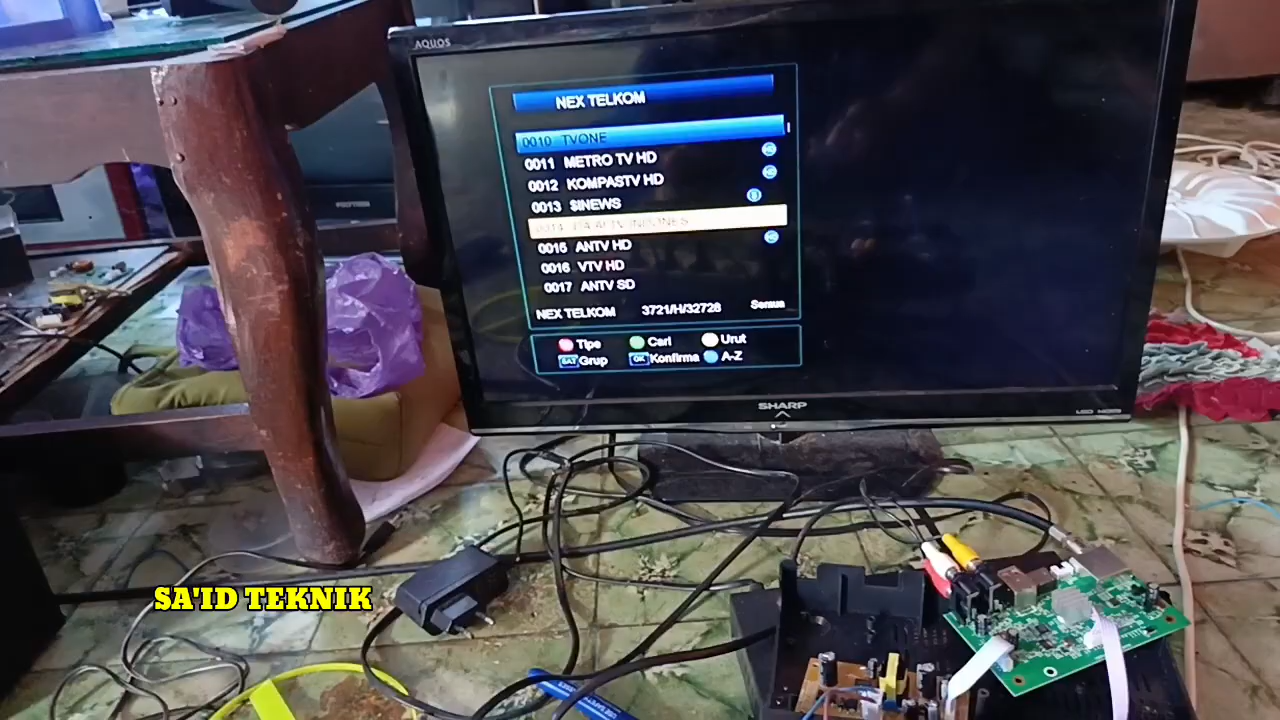 AQUOS
NEX TELKOM
0010 TVONE
0011 METRO TV HD
0012 KOMPASTV HD
0013 $INEWS
0015 ANTV HD
0016 VTV HD
0017 ANTV SD
NEX TELKOM 3721/H/32728 Semua
Tipe Cari Urut
SAT Grup OK Konfirma A-Z
SHARP
SA'ID TEKNIK